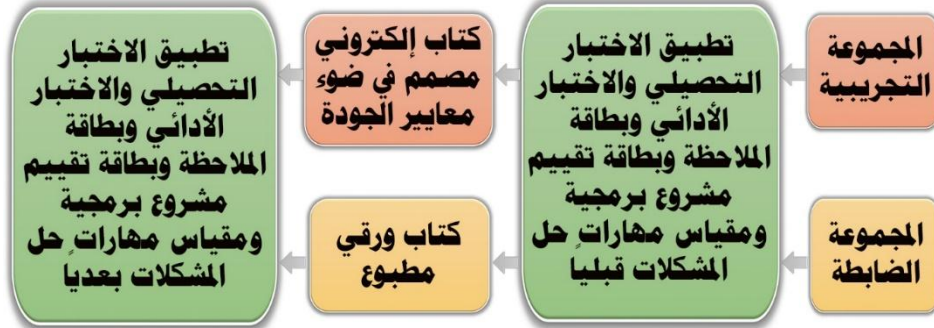 المجموعة
التجريبية
تطبيق الاختبار
التحصيلي والاختبار
الأدائي وبطاقة
الملاحظة وبطاقة تقييم
مشروع برمجية
ومقياس مهارات حل
المشكلات قبليا
كتاب إلكتروني
مصمم في ضوء
معايير الجودة
تطبيق الاختبار
التحصيلي والاختبار
الأدائي وبطاقة
الملاحظة وبطاقة تقييم
مشروع برمجية
ومقياس مهارات حل
المشكلات بعدياً
المجموعة
الضابطة
كتاب ورقي
مطبوع